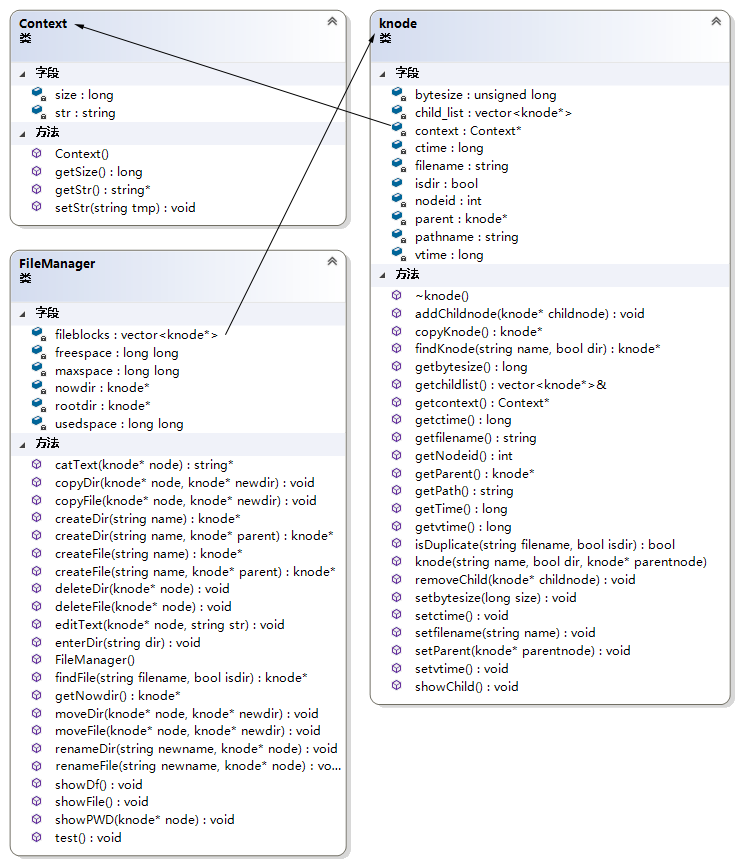 Context
类
字段
size : long
str : string
方法
Context()
getSize() : long
getStr() : string*
setStr(string tmp) : void
FileManager
类
字段
fileblocks : vector<knode*>
freespace : long long
maxspace : long long
nowdir : knode*
rootdir : knode*
usedspace : long long
方法
catText(knode* node) : string*
copyDir(knode* node, knode* newdir) : void
copyFile(knode* node, knode* newdir) : void
createDir(string name) : knode*
createDir(string name, knode* parent) : knode*
createFile(string name) : knode*
createFile(string name, knode* parent) : knode*
deleteDir(knode* node) : void
deleteFile(knode* node) : void
editText(knode* node, string str) : void
enterDir(string dir) : void
FileManager()
findFile(string filename, bool isdir) : knode*
getNowdir() : knode*
moveDir(knode* node, knode* newdir) : void
moveFile(knode* node, knode* newdir) : void
renameDir(string newname, knode* node) : void
renameFile(string newname, knode* node) : vo...
showDf() : void
showFile() : void
showPWD(knode* node) : void
test() : void
knode
类
字段
bytesize : unsigned long
child_list : vector<knode*>
context : Context*
ctime : long
filename : string
isdir : bool
nodeid : int
parent : knode*
pathname : string
vtime : long
方法
~knode()
addChildnode(knode* childnode) : void
copyKnode() : knode*
findKnode(string name, bool dir) : knode*
getbytesize() : long
getchildlist() : vector<knode*>&
getcontext() : Context*
getctime() : long
getfilename() : string
getNodeid() : int
getParent() : knode*
getPath() : string
getTime() : long
getvtime() : long
isDuplicate(string filename, bool isdir) : bool
knode(string name, bool dir, knode* parentnode)
removeChild(knode* childnode) : void
setbytesize(long size) : void
setctime() : void
setfilename(string name) : void
setParent(knode* parentnode) : void
setvtime() : void
showChild() : void